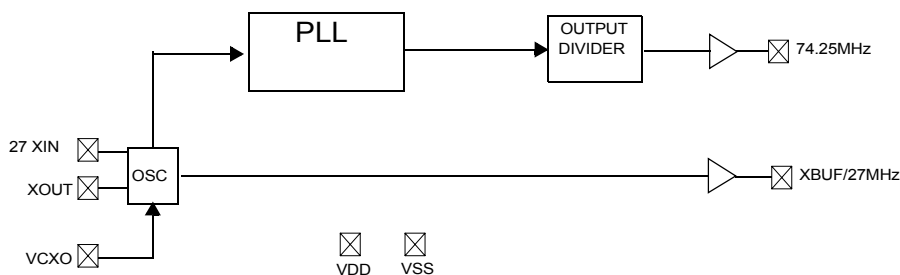 PLL
OUTPUT
DIVIDER
74.25MHz
27 XIN
OSC
XOUT
XBUF/27MHz
VCXO
VDD
VSS